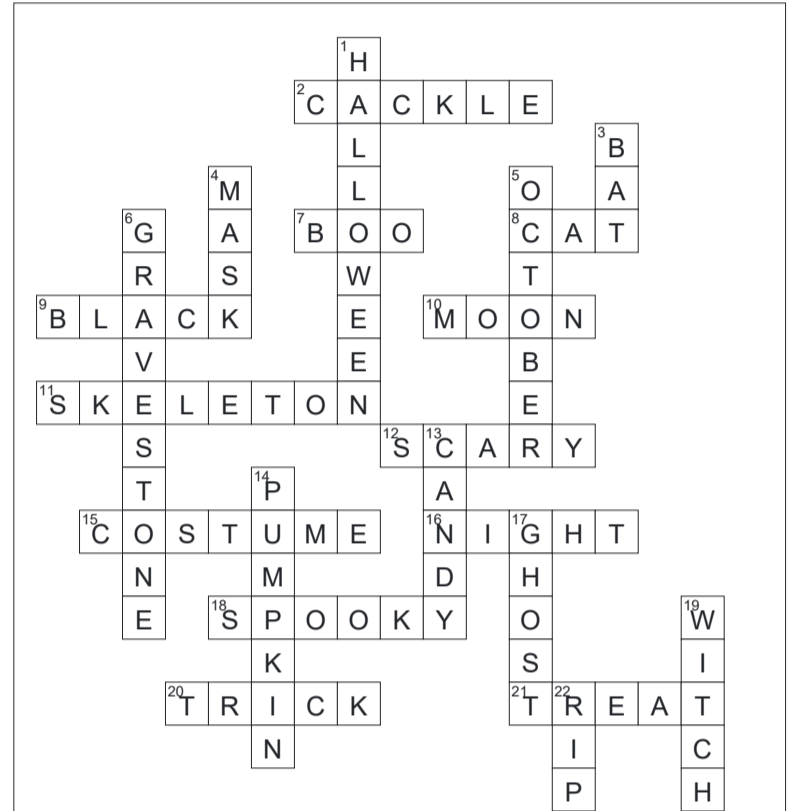 1 H
2 C A C K L E
L 3 B
4 M L 5 O A
6 G A 7 B O O 8 C A T
R S W T
9 B L A C K E 10 M O O N
V E B
11 S K E L E T O N E
S 12 S 13 C A R Y
T 14 P A
15 C O S T U M E 16 N I 17 G H T
N M D H
E 18 S P O O K Y O 19 W
K S I
20 T R I C K 21 T 22 R E A T
N I C
P H